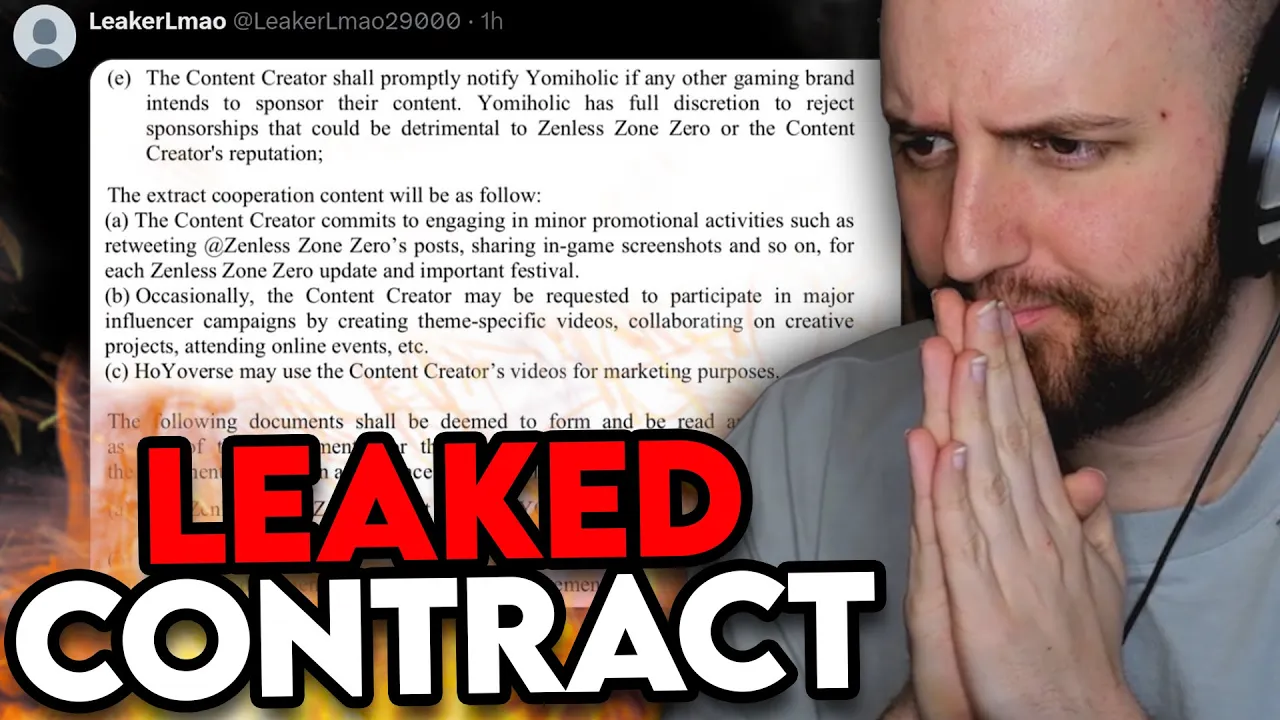 LeakerLmao @LeakerLmao29000 · 1h
(e) The Content Creator shall promptly notify Yomiholic if any other gaming brand
intends to sponsor their content. Yomiholic has full discretion to reject
sponsorships that could be detrimental to Zenless Zone Zero or the Content
Creator's reputation;
The extract cooperation content will be as follow:
(a) The Content Creator commits to engaging in minor promotional activities such as
retweeting @Zenless Zone Zero's posts, sharing in-game screenshots and so on, for
each Zenless Zone Zero update and important festival.
(b) Occasionally, the Content Creator may be requested to participate in major
influencer campaigns by creating theme-specific videos, collaborating on creative
projects, attending online events, etc.
(c) HoYoverse may use the Content Creator's videos for marketing purposes.
The following documents shall be deemed to form and be read
as of
the
LEAKED
CONTRACT